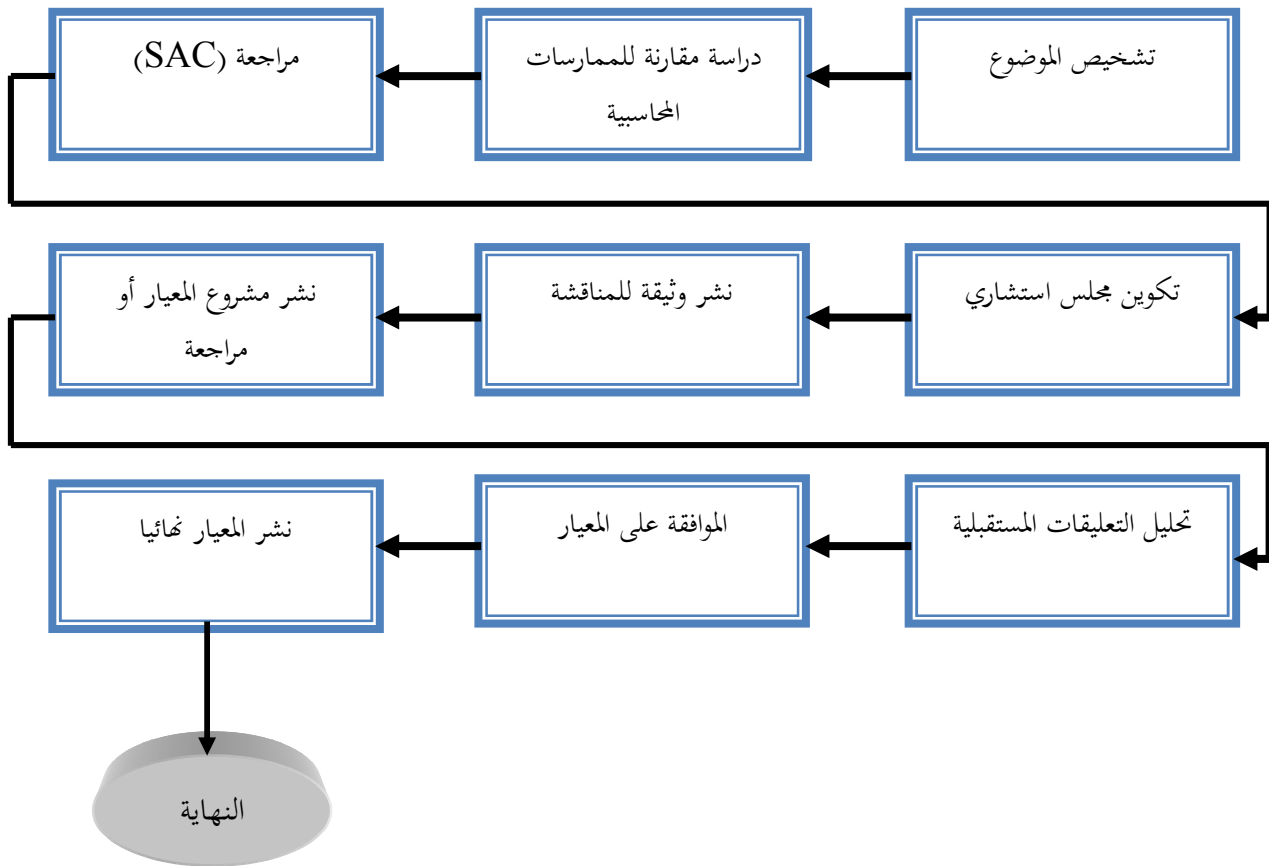 تشخيص الموضوع
دراسة مقارنة للممارسات
المحاسبية
مراجعة (SAC)
تكوين مجلس استشاري
نشر وثيقة للمناقشة
نشر مشروع المعيار أو
مراجعة
تحليل التعليقات المستقبلية
الموافقة على المعيار
نشر المعيار نهائيا
النهاية